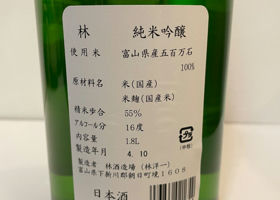 林 純米吟醸
使用米 富山県産五百万石
100%
原材料名 米(国産)
米麹(国産米)
精米歩合 55%
アルコール分 16度
内容量 1.8L
製造年月 4. 10
製造者 林酒造場(林洋一)
富山県下新川郡朝日町境1608
日本酒